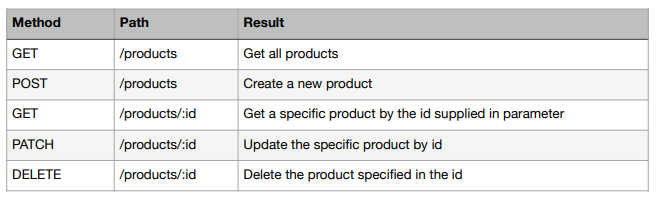 Method Path Result
GET /products Get all products
POST /products Create a new product
GET /products/:id Get a specific product by the id supplied in parameter
PATCH /products/:id Update the specific product by id
DELETE /products/:id Delete the product specified in the id